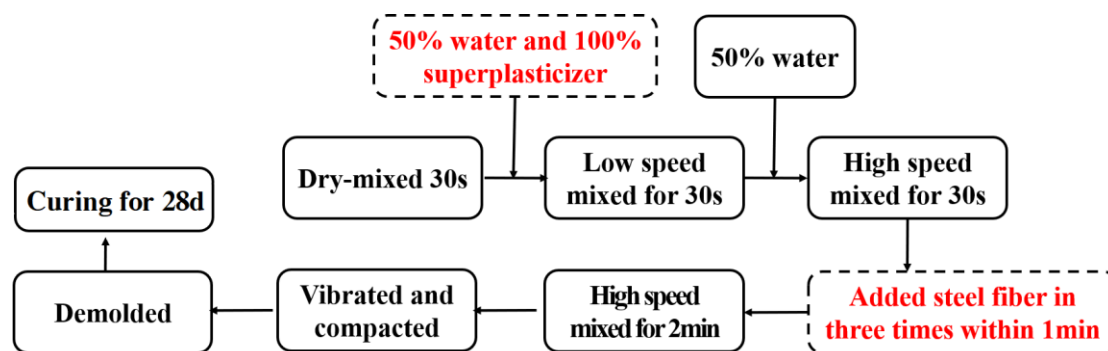 50% water and 100%
superplasticizer
50% water
Dry-mixed 30s
Low speed
mixed for 30s
High speed
mixed for 30s
Added steel fiber in
three times within 1min
High speed
mixed for 2min
Vibrated and
compacted
Demolded
Curing for 28d